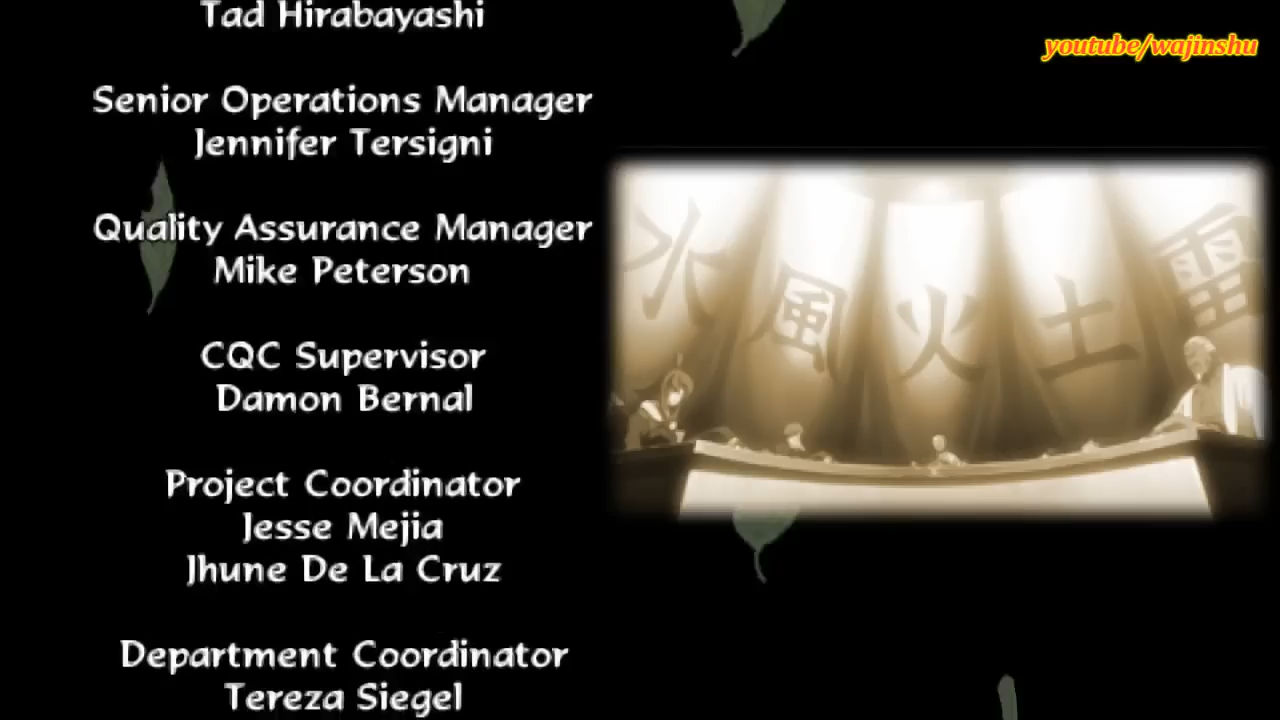 Tad Hirabayashi
Senior Operations Manager
Jennifer Tersigni
Quality Assurance Manager
Mike Peterson
CQC Supervisor
Damon Bernal
Project Coordinator
Jesse Mejia
Jhune De La Cruz
Department Coordinator
Tereza Siegel
youtube/wajinshu
水 風 火 土 雷